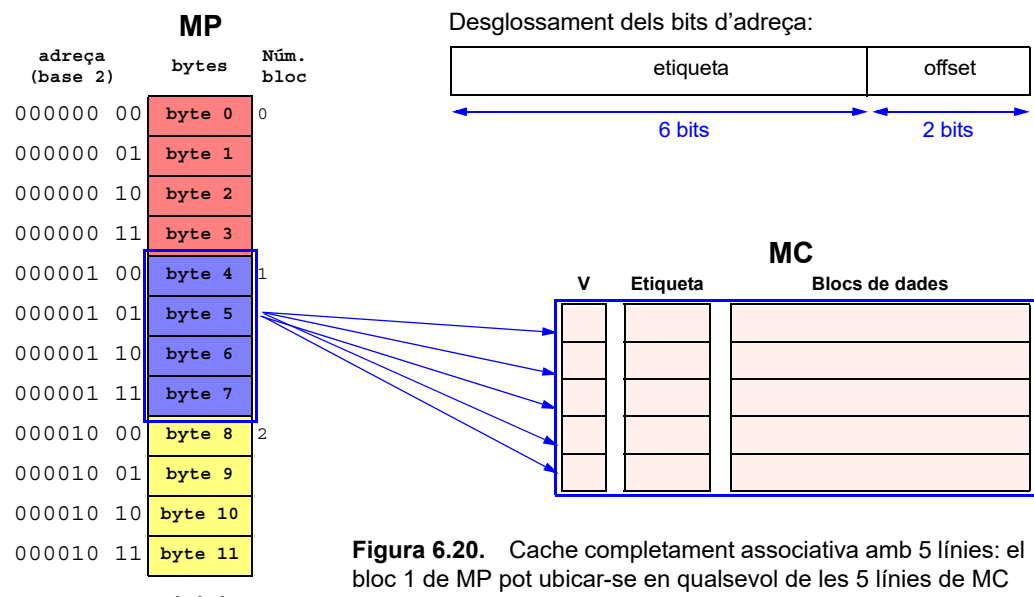 MP
adreça
(base 2)
bytes
Núm.
bloc
000000 00 byte 0 0
000000 01 byte 1
000000 10 byte 2
000000 11 byte 3
000001 00 byte 4 1
000001 01 byte 5
000001 10 byte 6
000001 11 byte 7
000010 00 byte 8 2
000010 01 byte 9
000010 10 byte 10
000010 11 byte 11
Desglossament dels bits d’adreça:
etiqueta offset
6 bits 2 bits
MC
V Etiqueta Blocs de dades
Figura 6.20. Cache completament associativa amb 5 línies: el
bloc 1 de MP pot ubicar-se en qualsevol de les 5 línies de MC